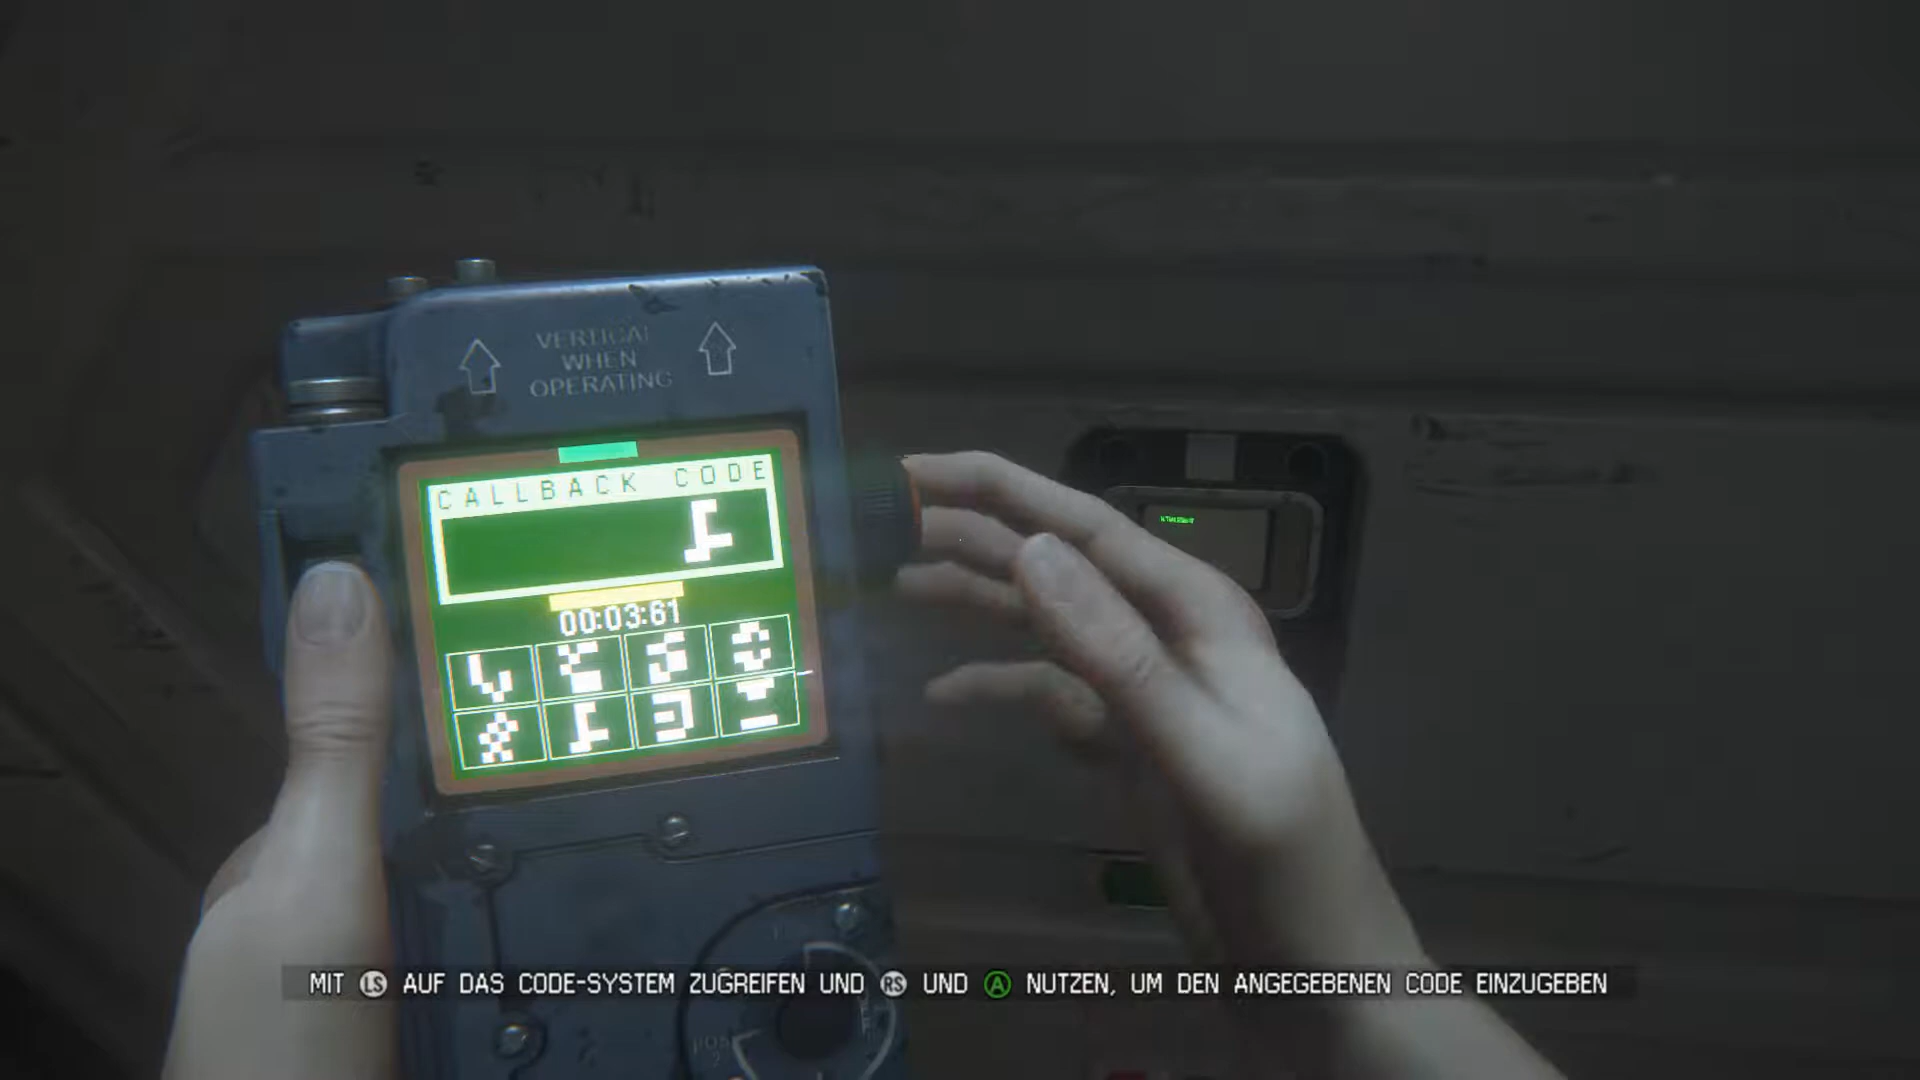 VERTICAL
WHEN
OPERATING
CALLBACK CODE
00:03:61
MIT LS AUF DAS CODE-SYSTEM ZUGREIFEN UND RS UND A NUTZEN, UM DEN ANGEGEBENEN CODE EINZUGEBEN